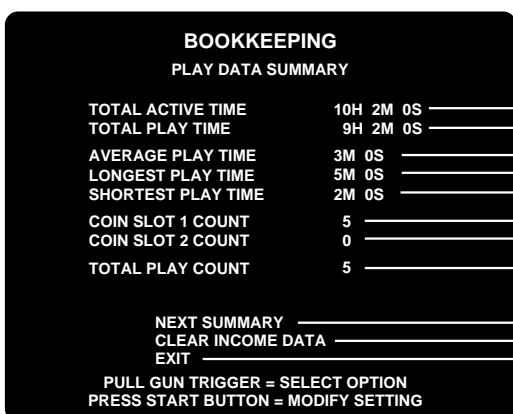 BOOKKEEPING
PLAY DATA SUMMARY
TOTAL ACTIVE TIME 10H 2M 0S
TOTAL PLAY TIME 9H 2M 0S
AVERAGE PLAY TIME 3M 0S
LONGEST PLAY TIME 5M 0S
SHORTEST PLAY TIME 2M 0S
COIN SLOT 1 COUNT 5
COIN SLOT 2 COUNT 0
TOTAL PLAY COUNT 5
NEXT SUMMARY
CLEAR INCOME DATA
EXIT
PULL GUN TRIGGER = SELECT OPTION
PRESS START BUTTON = MODIFY SETTING